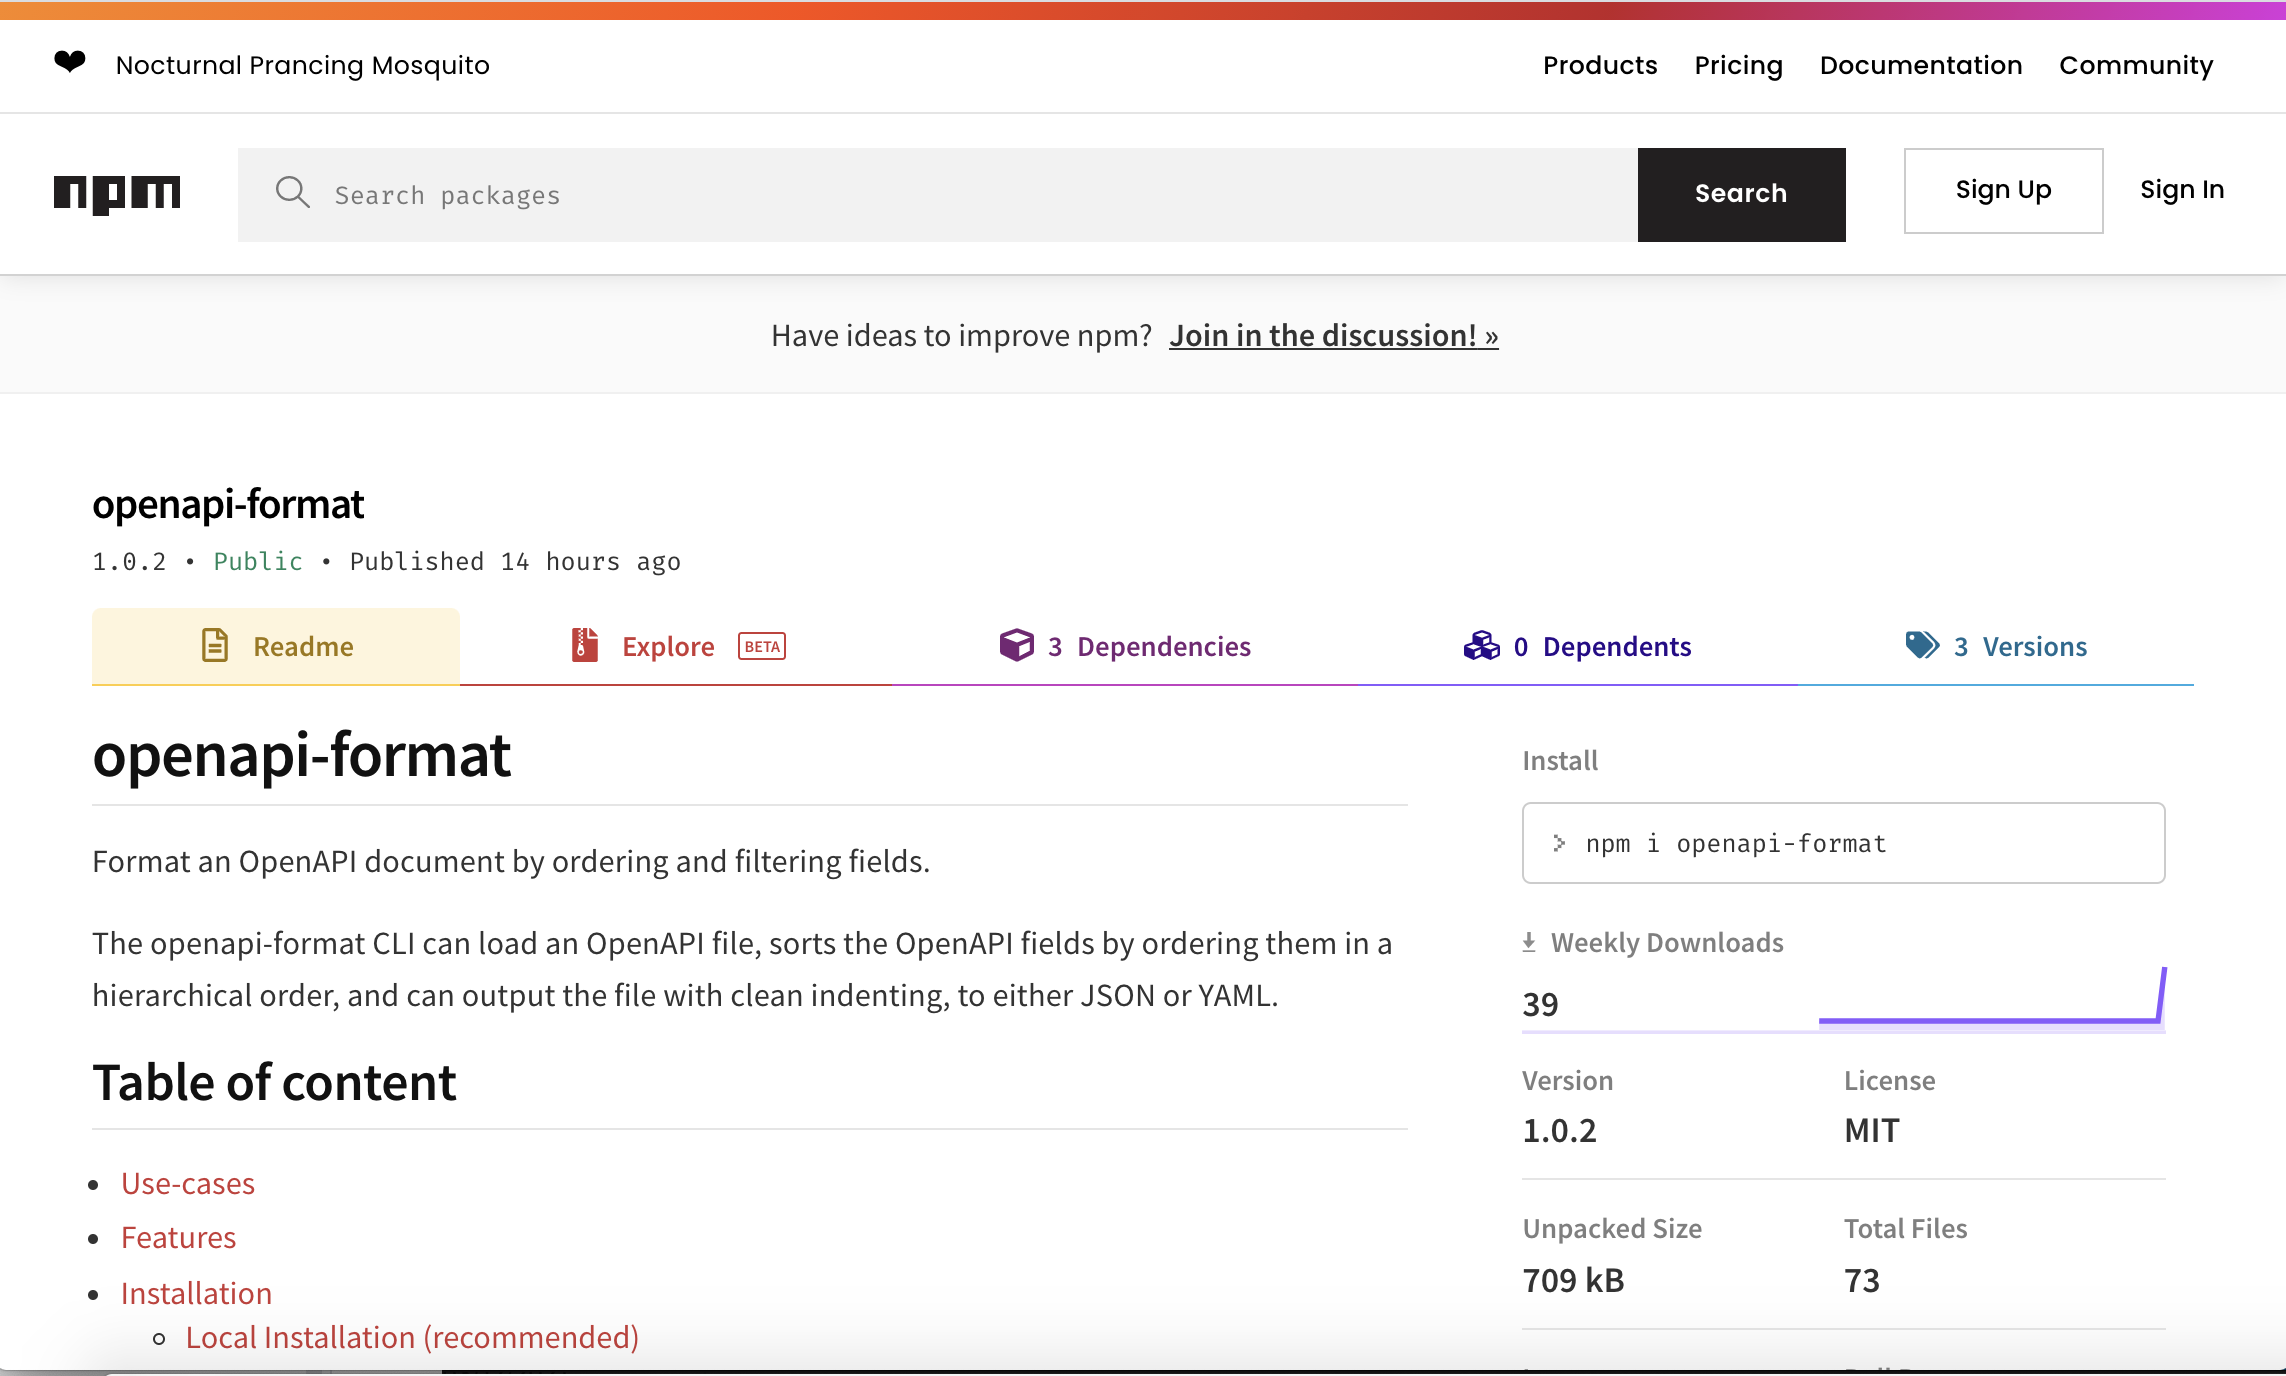 ❤ Nocturnal Prancing Mosquito
Products Pricing Documentation Community
npm
Search packages
Search
Sign Up
Sign In
Have ideas to improve npm? Join in the discussion! »
openapi-format
1.0.2 • Public • Published 14 hours ago
Readme
Explore BETA
3 Dependencies
0 Dependents
3 Versions
openapi-format
Format an OpenAPI document by ordering and filtering fields.
The openapi-format CLI can load an OpenAPI file, sorts the OpenAPI fields by ordering them in a
hierarchical order, and can output the file with clean indenting, to either JSON or YAML.
Table of content
• Use-cases
• Features
• Installation
◦ Local Installation (recommended)
Install
> npm i openapi-format
Weekly Downloads
39
Version
1.0.2
License
MIT
Unpacked Size
709 kB
Total Files
73